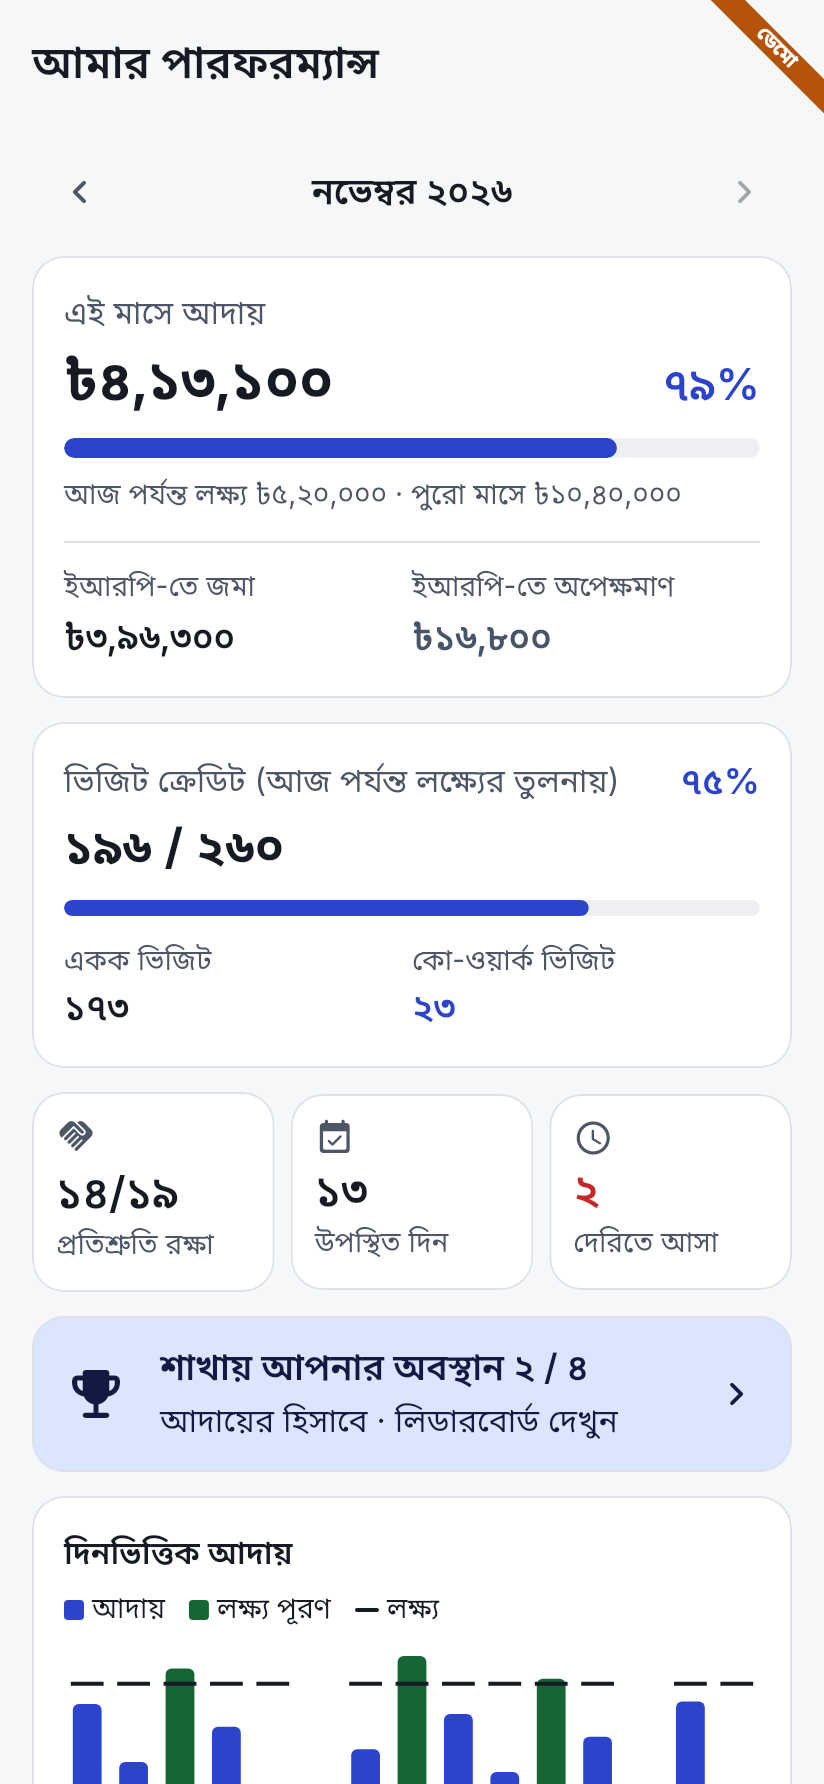 ডেমো
আমার পারফরম্যান্স
নভেম্বর ২০২৬
এই মাসে আদায়
৳৪,১৩,১০০
৭৯%
আজ পর্যন্ত লক্ষ্য ৳৫,২০,০০০ · পুরো মাসে ৳১০,৪০,০০০
ইআরপি-তে জমা
ইআরপি-তে অপেক্ষমাণ
৳৩,৯৬,৩০০
৳১৬,৮০০
ভিজিট ক্রেডিট (আজ পর্যন্ত লক্ষ্যের তুলনায়)
৭৫%
১৯৬ / ২৬০
একক ভিজিট
কো-ওয়ার্ক ভিজিট
১৭৩
২৩
১৪/১৯
১৩
২
প্রতিশ্রুতি রক্ষা
উপস্থিত দিন
দেরিতে আসা
শাখায় আপনার অবস্থান ২ / ৪
আদায়ের হিসাবে · লিডারবোর্ড দেখুন
দিনভিত্তিক আদায়
আদায়
লক্ষ্য পূরণ
লক্ষ্য